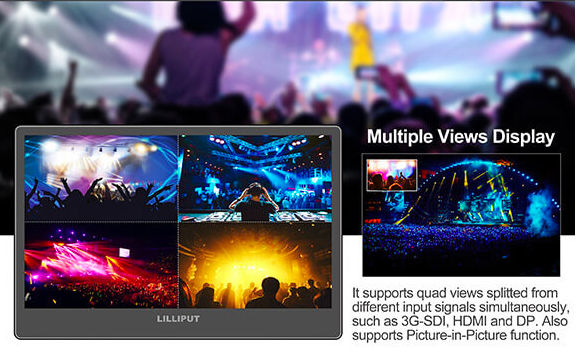 Multiple Views Display
LILLIPUT
It supports quad views splitted from
different input signals simultaneously,
such as 3G-SDI, HDMI and DP. Also
supports Picture-in-Picture function.